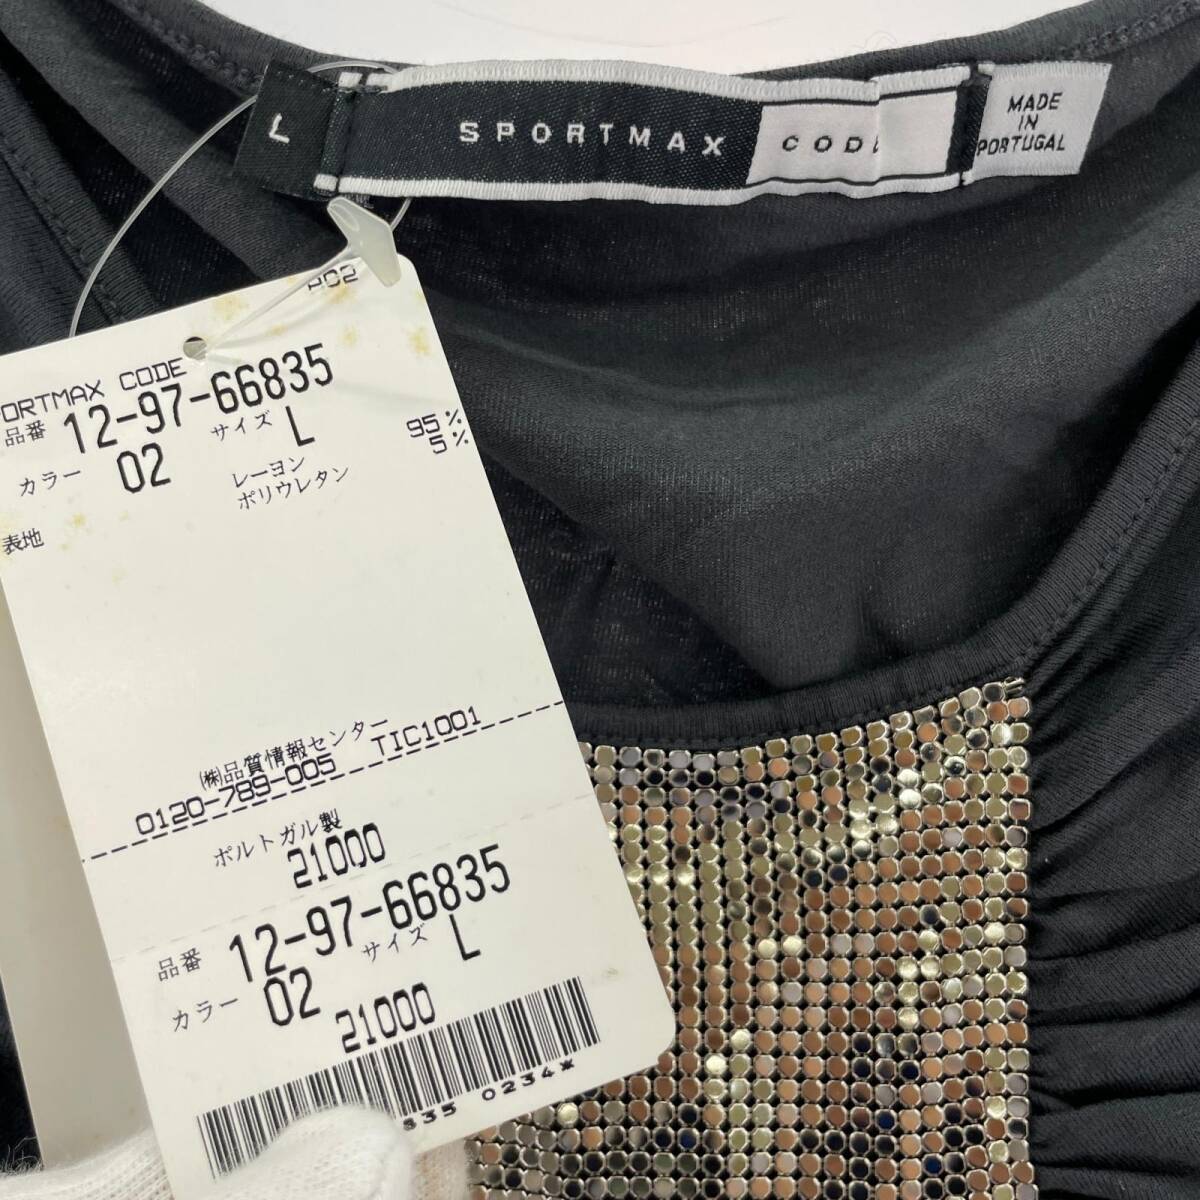 L
SPORTMAX
COD
MADE
IN
PORTUGAL
P02
PORTMAX CODE
品番 12-97-66835
カラー 02 サイズ L
レーヨン 95%
ポリウレタン 5%
表地
㈱品質情報センター
0120-789-005 TIC1001
ポルトガル製
21000
品番 12-97-66835
カラー 02 サイズ L
21000
835 0234*